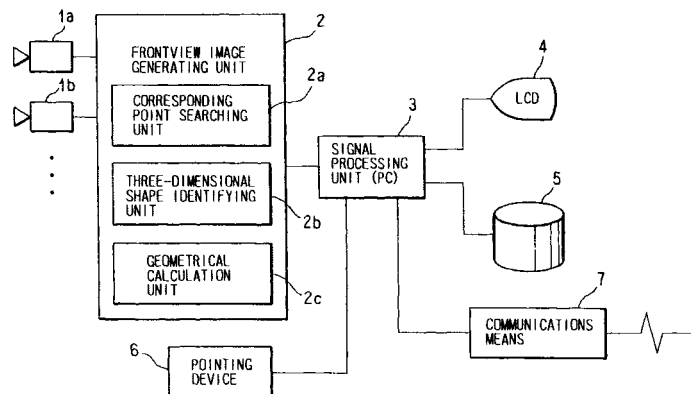 1a
1b
2
FRONTVIEW IMAGE
GENERATING UNIT
2a
CORRESPONDING
POINT SEARCHING
UNIT
THREE-DIMENSIONAL
SHAPE IDENTIFYING
UNIT
2b
GEOMETRICAL
CALCULATION
UNIT
2c
3
SIGNAL
PROCESSING
UNIT (PC)
4
LCD
5
6
POINTING
DEVICE
7
COMMUNICATIONS
MEANS